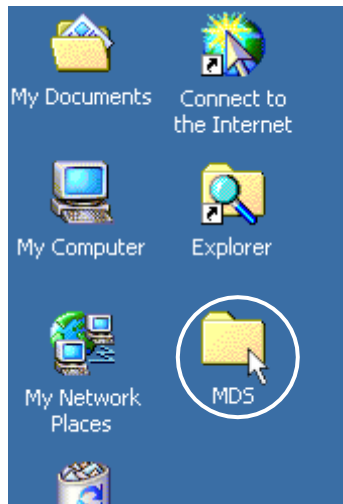 My Documents
Connect to
the Internet
My Computer
Explorer
My Network
Places
MDS